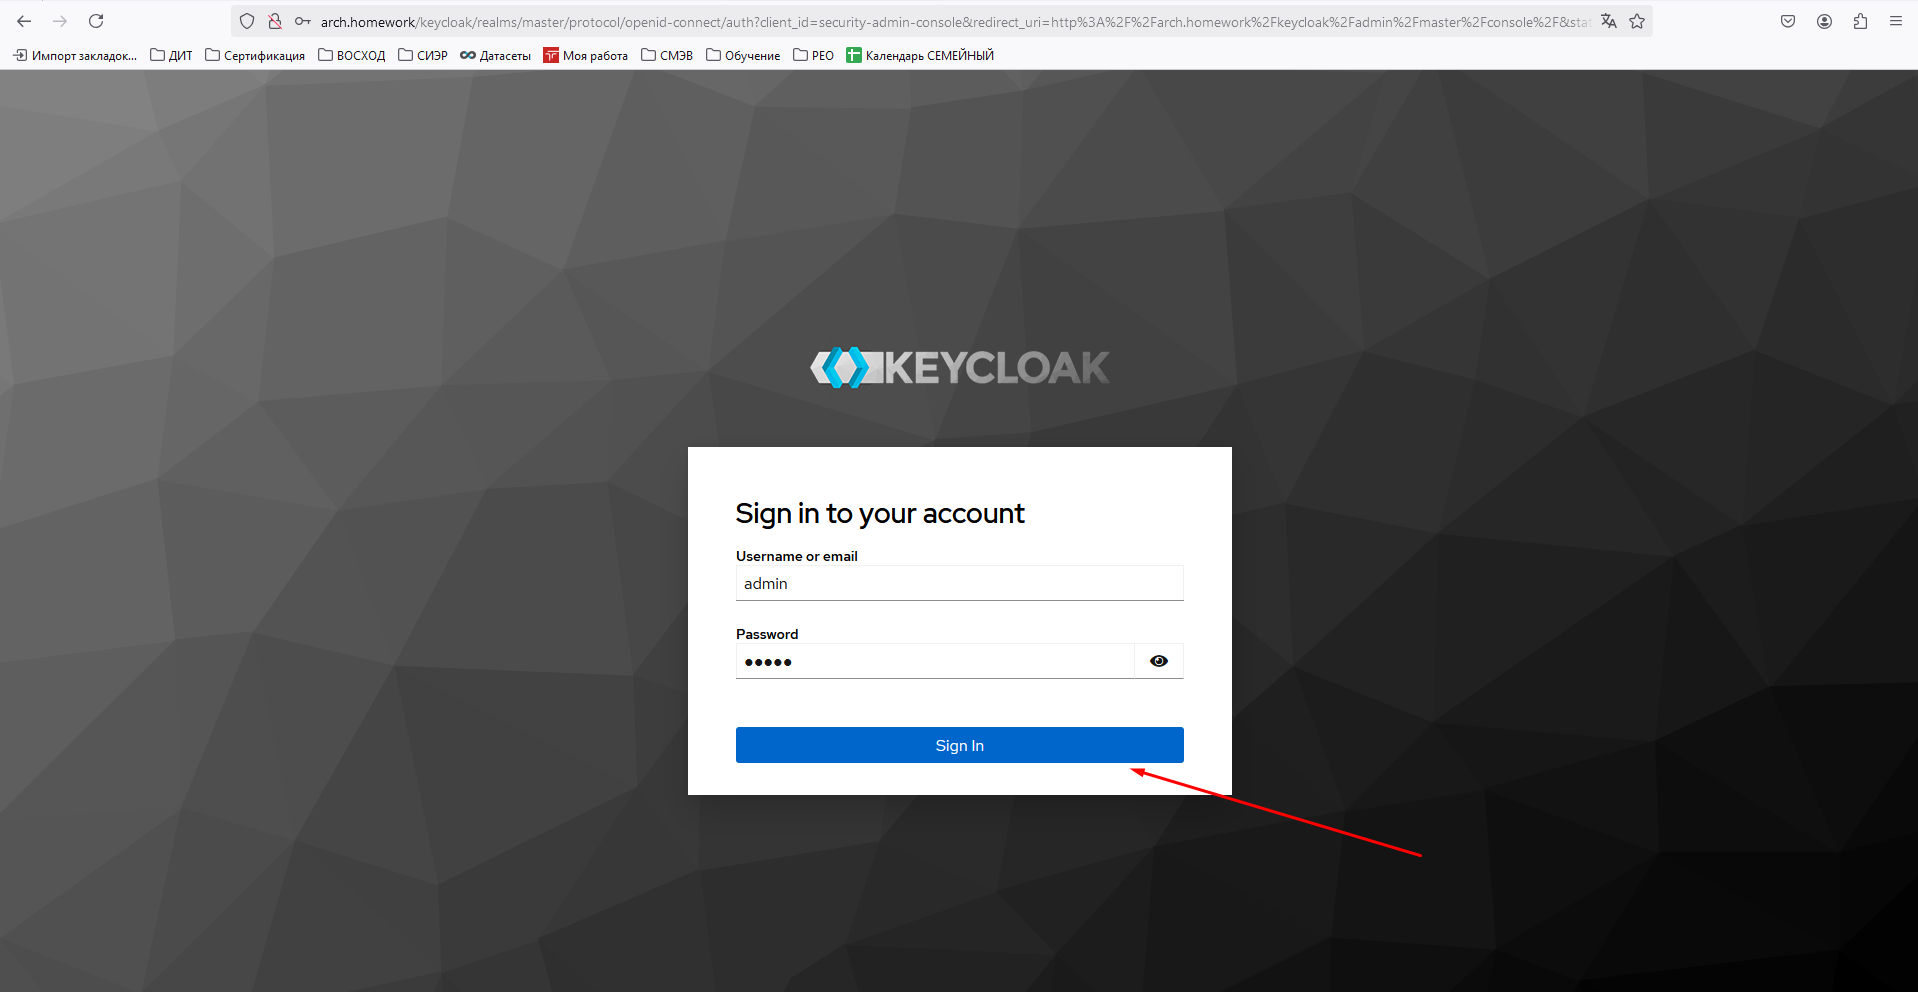 arch.homework/keycloak/realms/master/protocol/openid-connect/auth?client_id=security-admin-console&redirect_uri=http%3A%2F%2Farch.homework%2Fkeycloak%2Fadmin%2Fmaster%2Fconsole%2F&stat
Импорт закладок... ДИТ Сертификация ВОСХОД СИЭР Датасеты Моя работа СМЭВ Обучение РЕО Календарь СЕМЕЙНЫЙ
KEYCLOAK
Sign in to your account
Username or email
admin
Password
Sign In